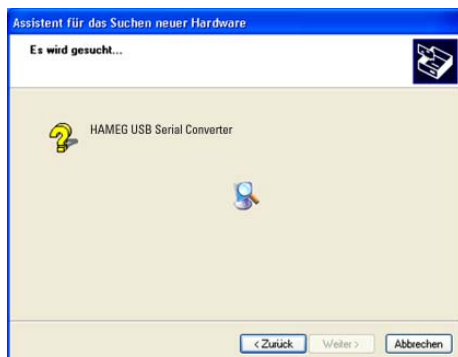 Assistent für das Suchen neuer Hardware
Es wird gesucht...
HAMEG USB Serial Converter
< Zurück
Weiter >
Abbrechen